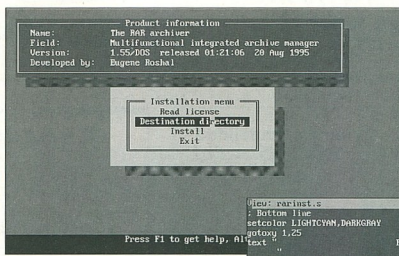 Product information
Name: The RAR archiver
Field: Multifunctional integrated archive manager
Version: 1.55/DOS released 01:21:06 20 Aug 1995
Developed by: Eugene Roshal
Installation menu
Read license
Destination directory
Install
Exit
View: rarinst.s
; Bottom line
setcolor LIGHTCYAN,DARKGRAY
gotoxy 1,25
text "
"
Press F1 to get help,